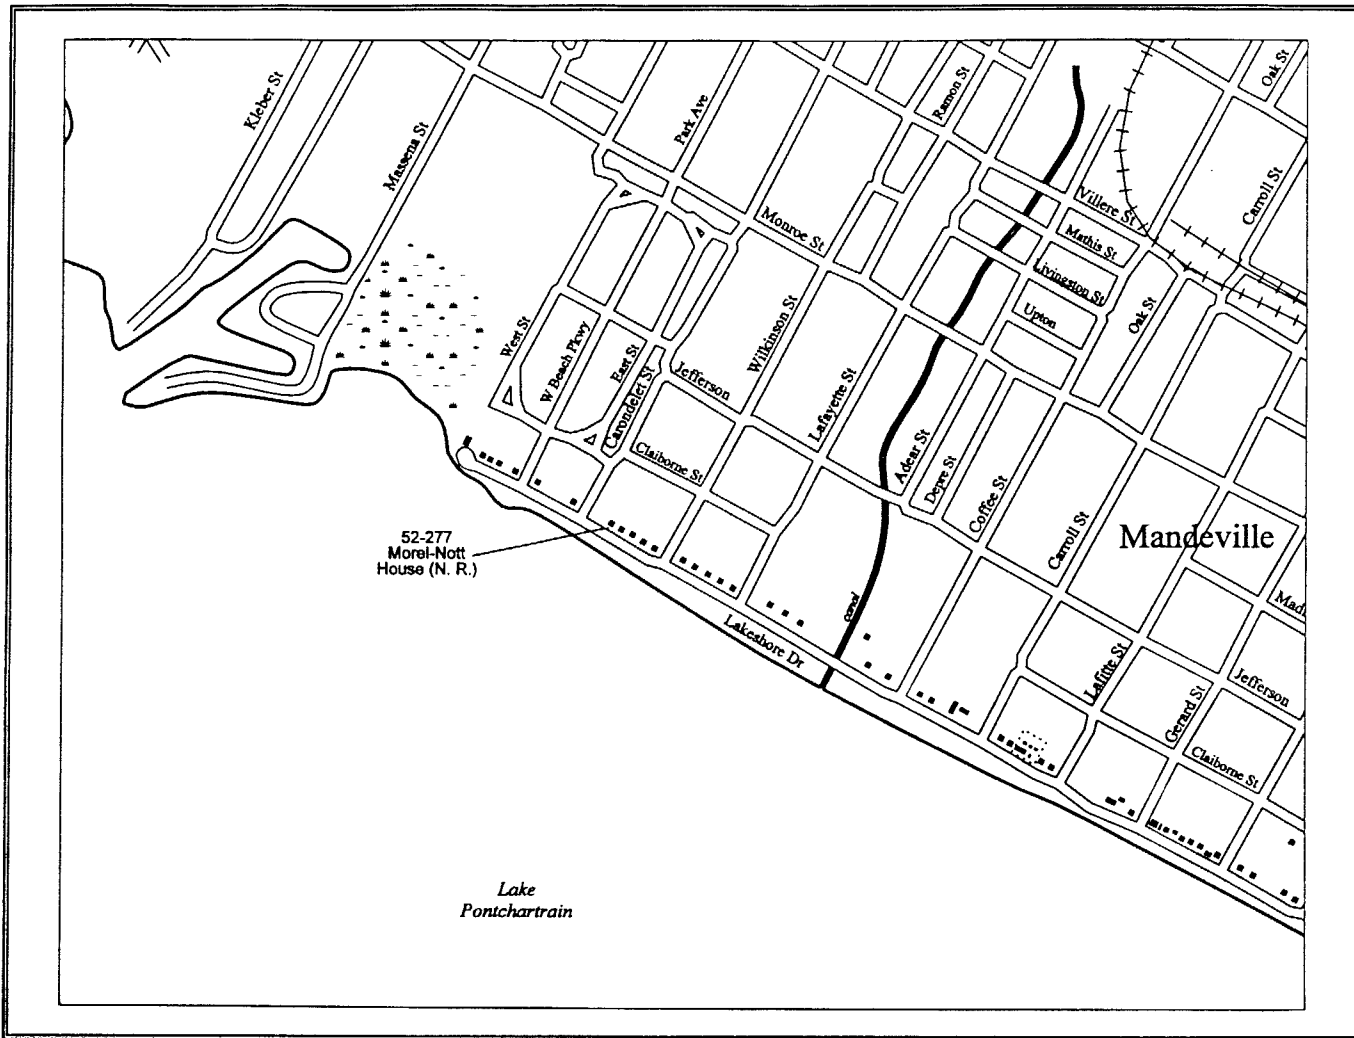 Kleber St
Massena St
Park Ave
Ramon St
Oak St
Carroll St
Villere St
Mathis St
Livingston St
Upton
Oak St
Monroe St
West St
W Beach Pkwy
East St
Carondelet St
Jefferson
Wilkinson St
Lafayette St
Claiborne St
Adear St
Depre St
Coffee St
Carroll St
Mandeville
52-277
Morel-Nott
House (N. R.)
canal
Lakeshore Dr
Lafitte St
Gerard St
Madi
Jefferson
Claiborne St
Lake
Pontchartrain